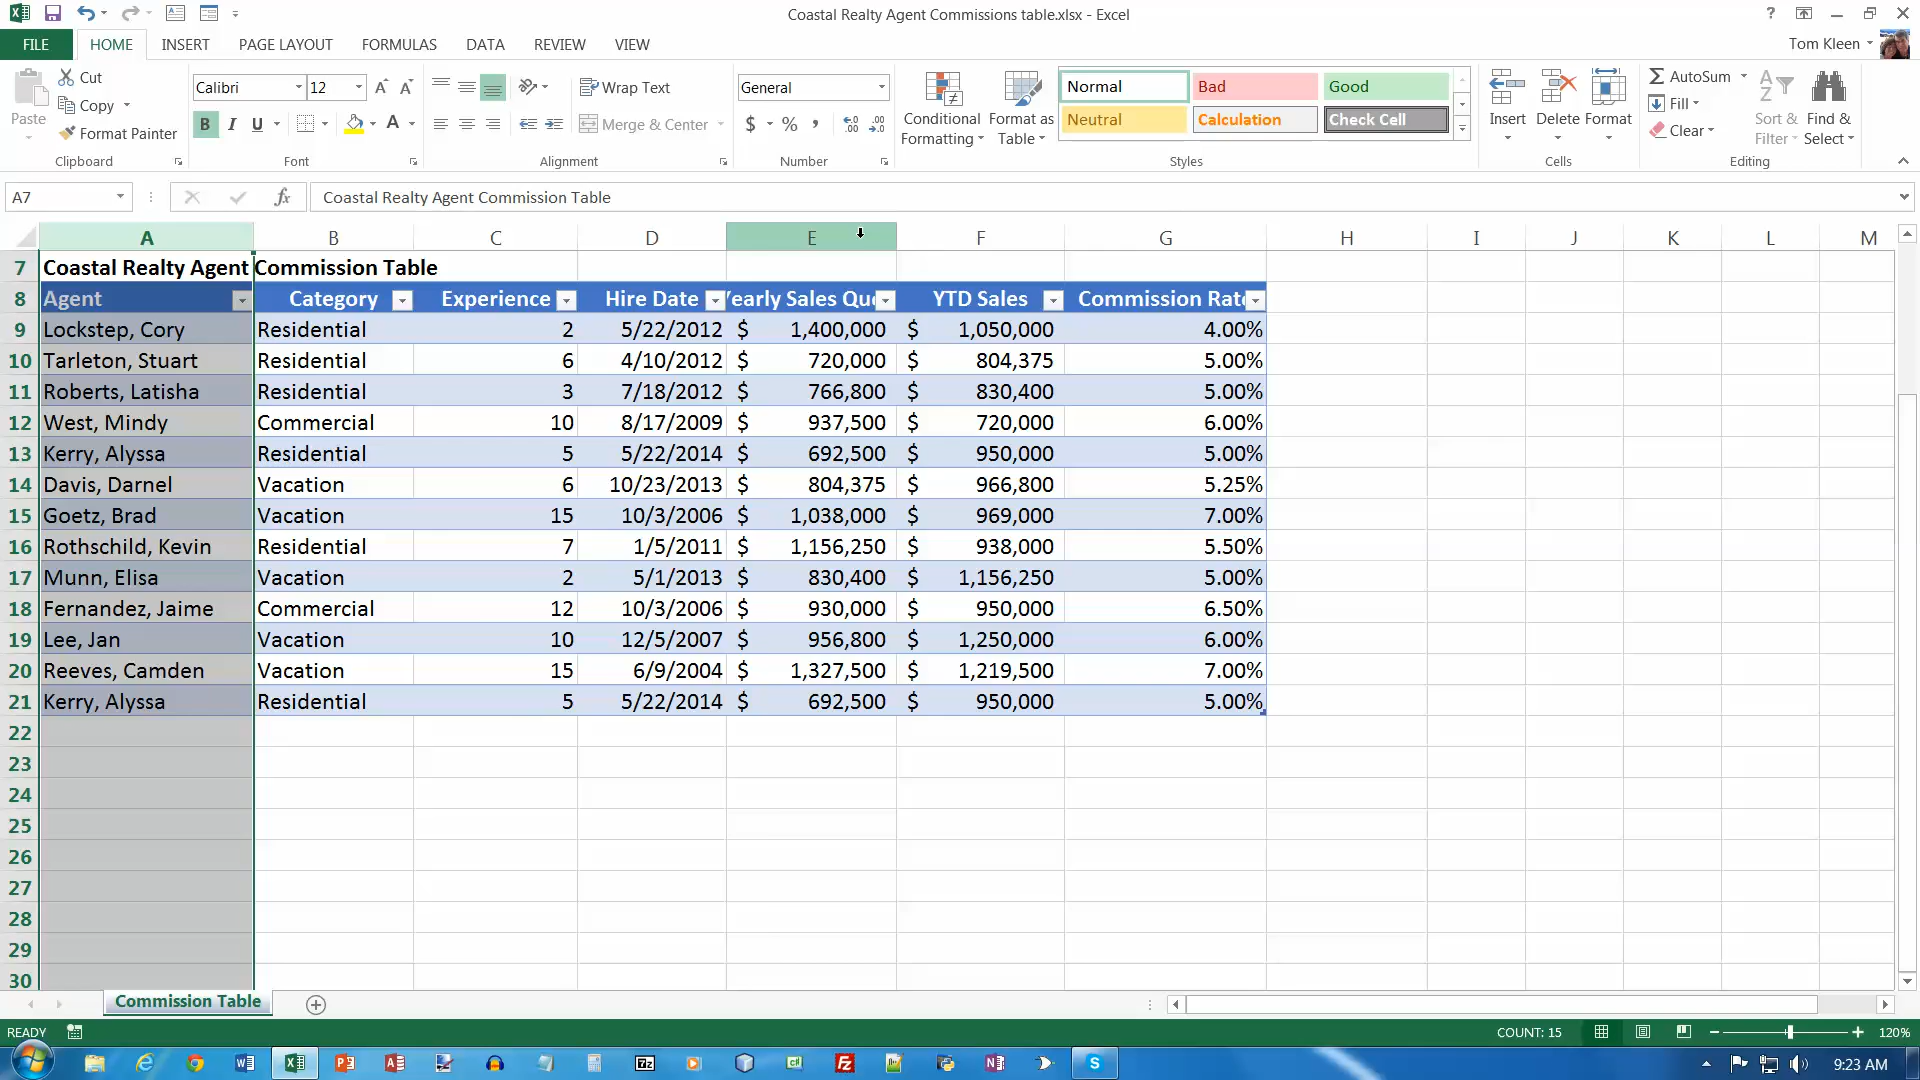 Coastal Realty Agent Commissions table.xlsx - Excel
FILE HOME INSERT PAGE LAYOUT FORMULAS DATA REVIEW VIEW Tom Kleen
Paste
Cut
Copy
Format Painter
Clipboard
Calibri 12
B I U
Font
Wrap Text
Merge & Center
Alignment
General
$ % ,
Number
Conditional Formatting
Format as Table
Normal Bad Good
Neutral Calculation Check Cell
Styles
Insert Delete Format
Cells
AutoSum
Fill
Clear
Sort & Filter
Find & Select
Editing
A7 fx Coastal Realty Agent Commission Table
A B C D E F G H I J K L M
7 Coastal Realty Agent Commission Table
8 Agent Category Experience Hire Date Yearly Sales Quo YTD Sales Commission Rate
9 Lockstep, Cory Residential 2 5/22/2012 $ 1,400,000 $ 1,050,000 4.00%
10 Tarleton, Stuart Residential 6 4/10/2012 $ 720,000 $ 804,375 5.00%
11 Roberts, Latisha Residential 3 7/18/2012 $ 766,800 $ 830,400 5.00%
12 West, Mindy Commercial 10 8/17/2009 $ 937,500 $ 720,000 6.00%
13 Kerry, Alyssa Residential 5 5/22/2014 $ 692,500 $ 950,000 5.00%
14 Davis, Darnel Vacation 6 10/23/2013 $ 804,375 $ 966,800 5.25%
15 Goetz, Brad Vacation 15 10/3/2006 $ 1,038,000 $ 969,000 7.00%
16 Rothschild, Kevin Residential 7 1/5/2011 $ 1,156,250 $ 938,000 5.50%
17 Munn, Elisa Vacation 2 5/1/2013 $ 830,400 $ 1,156,250 5.00%
18 Fernandez, Jaime Commercial 12 10/3/2006 $ 930,000 $ 950,000 6.50%
19 Lee, Jan Vacation 10 12/5/2007 $ 956,800 $ 1,250,000 6.00%
20 Reeves, Camden Vacation 15 6/9/2004 $ 1,327,500 $ 1,219,500 7.00%
21 Kerry, Alyssa Residential 5 5/22/2014 $ 692,500 $ 950,000 5.00%
22
23
24
25
26
27
28
29
30
Commission Table
READY COUNT: 15 120%
9:23 AM